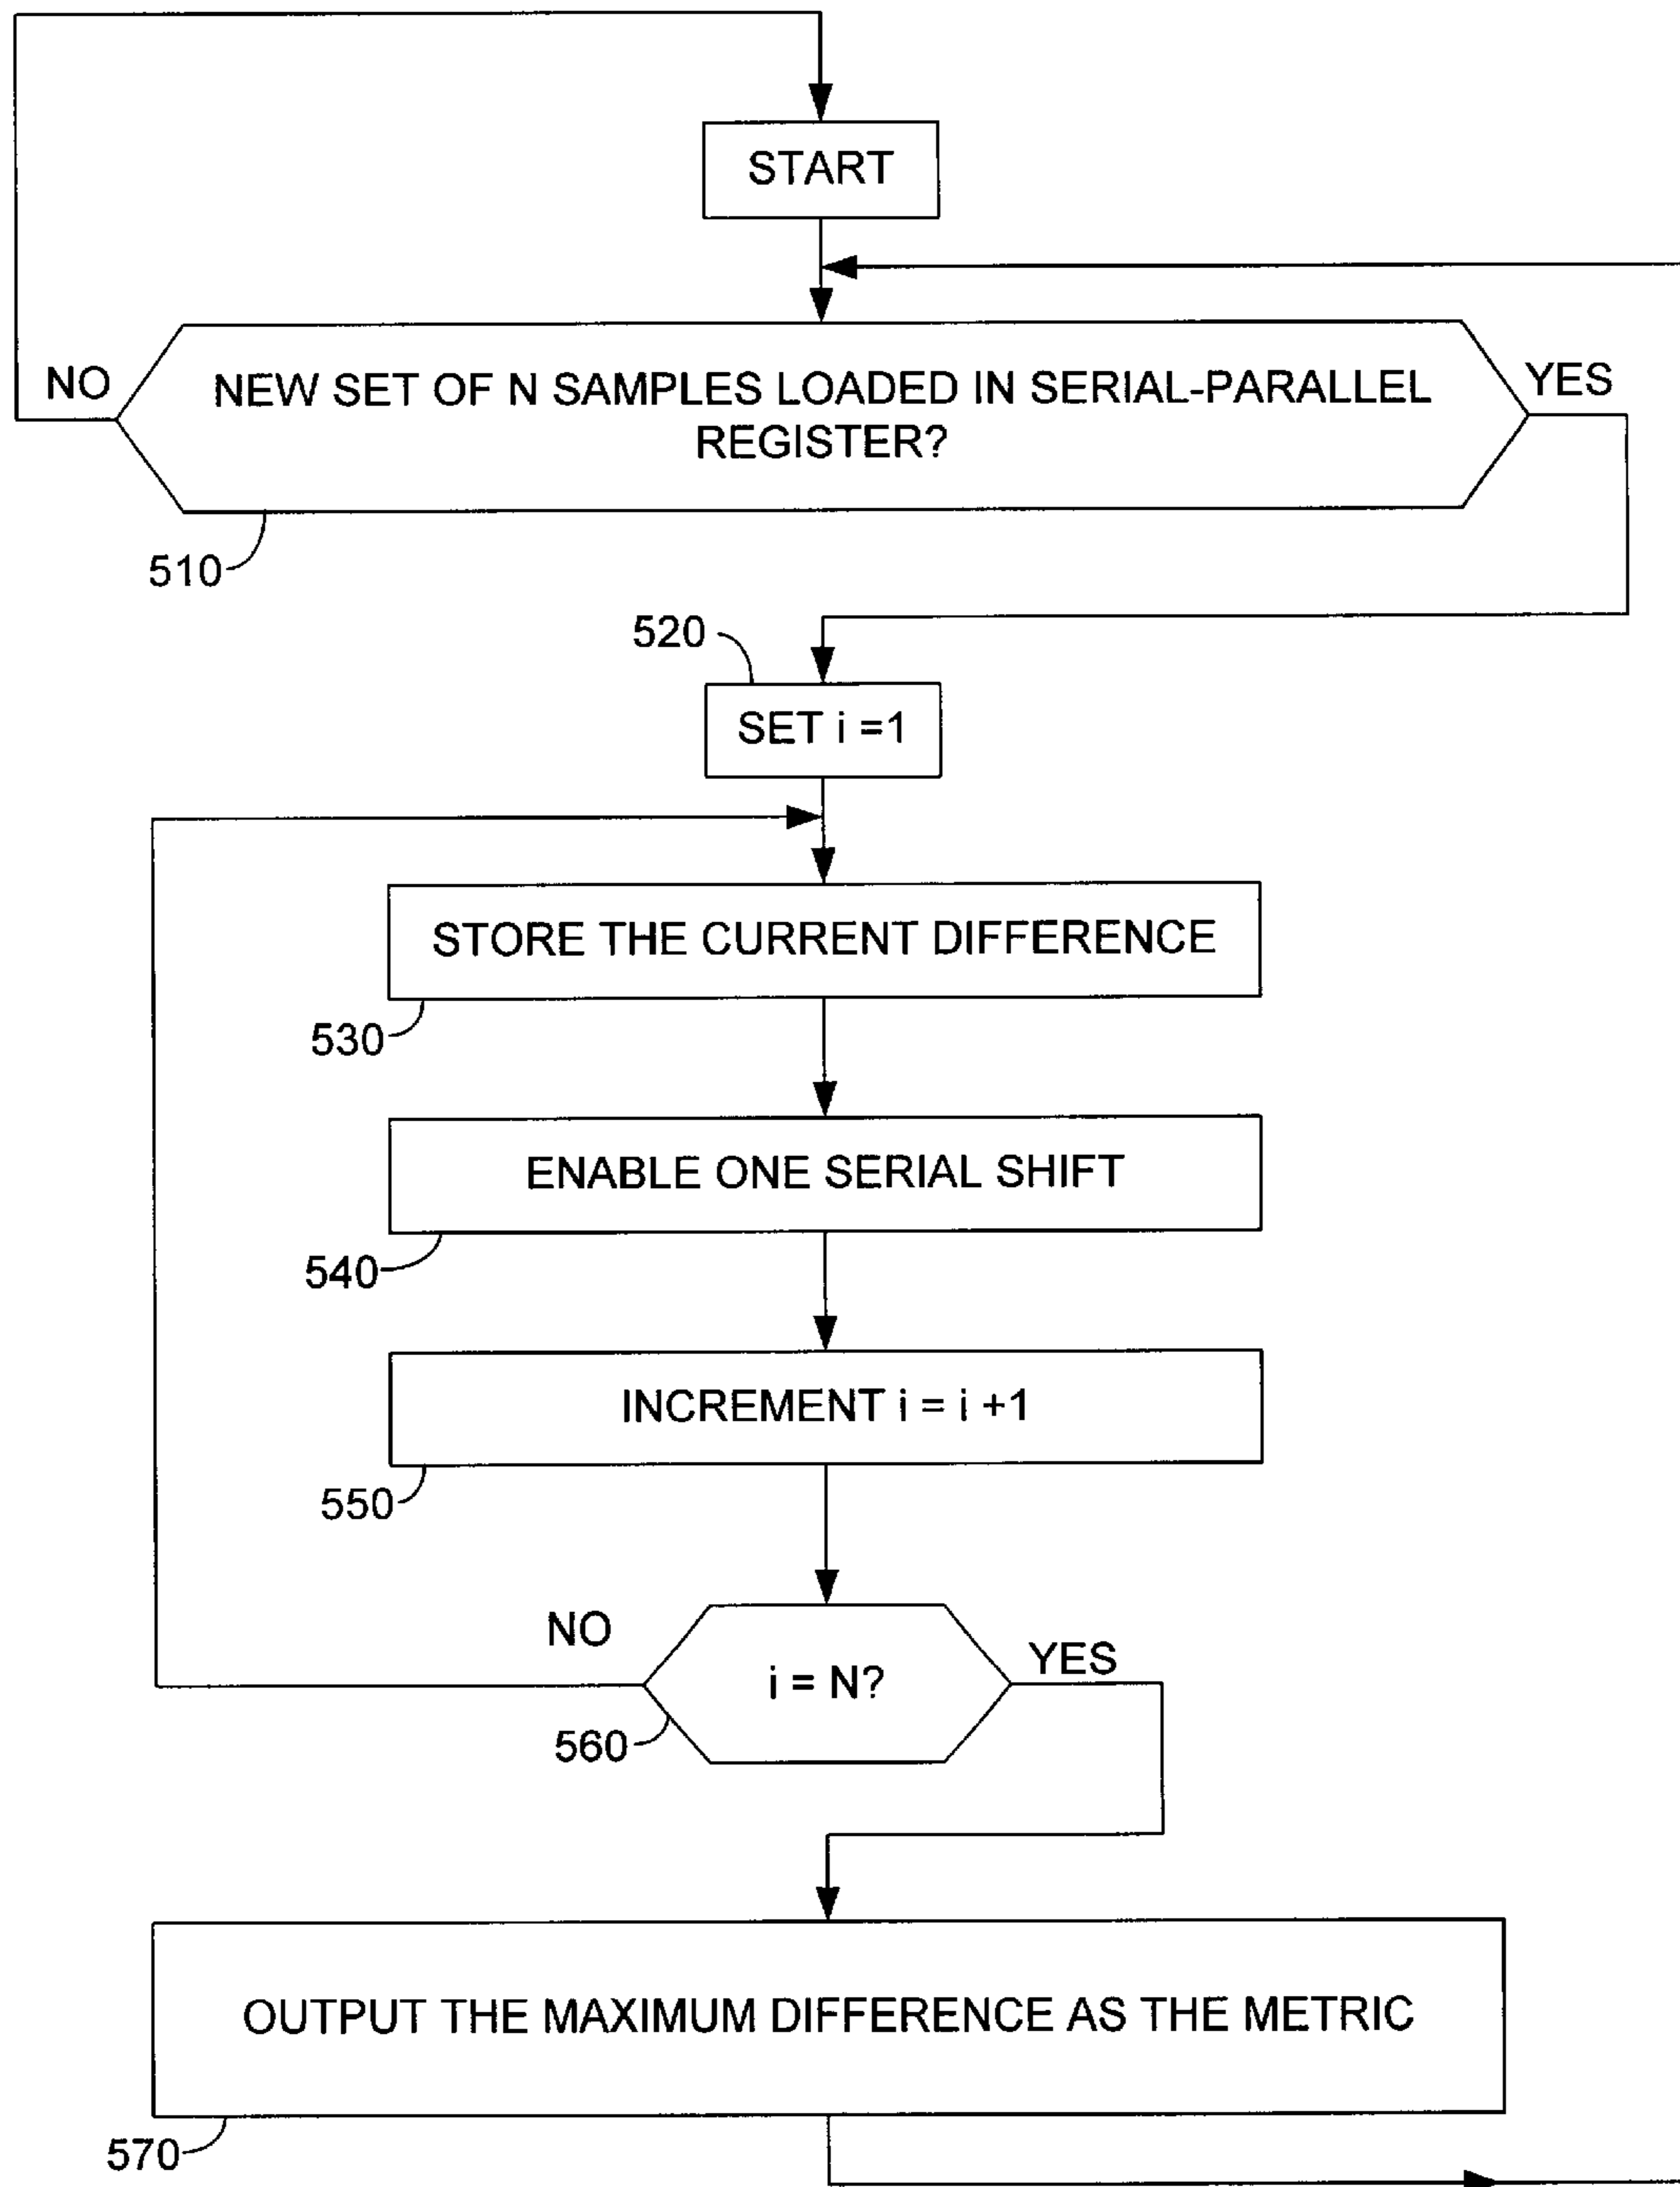 START
NO
NEW SET OF N SAMPLES LOADED IN SERIAL-PARALLEL
REGISTER?
YES
510
520
SET i =1
STORE THE CURRENT DIFFERENCE
530
ENABLE ONE SERIAL SHIFT
540
INCREMENT i = i +1
550
NO
i = N?
YES
560
OUTPUT THE MAXIMUM DIFFERENCE AS THE METRIC
570